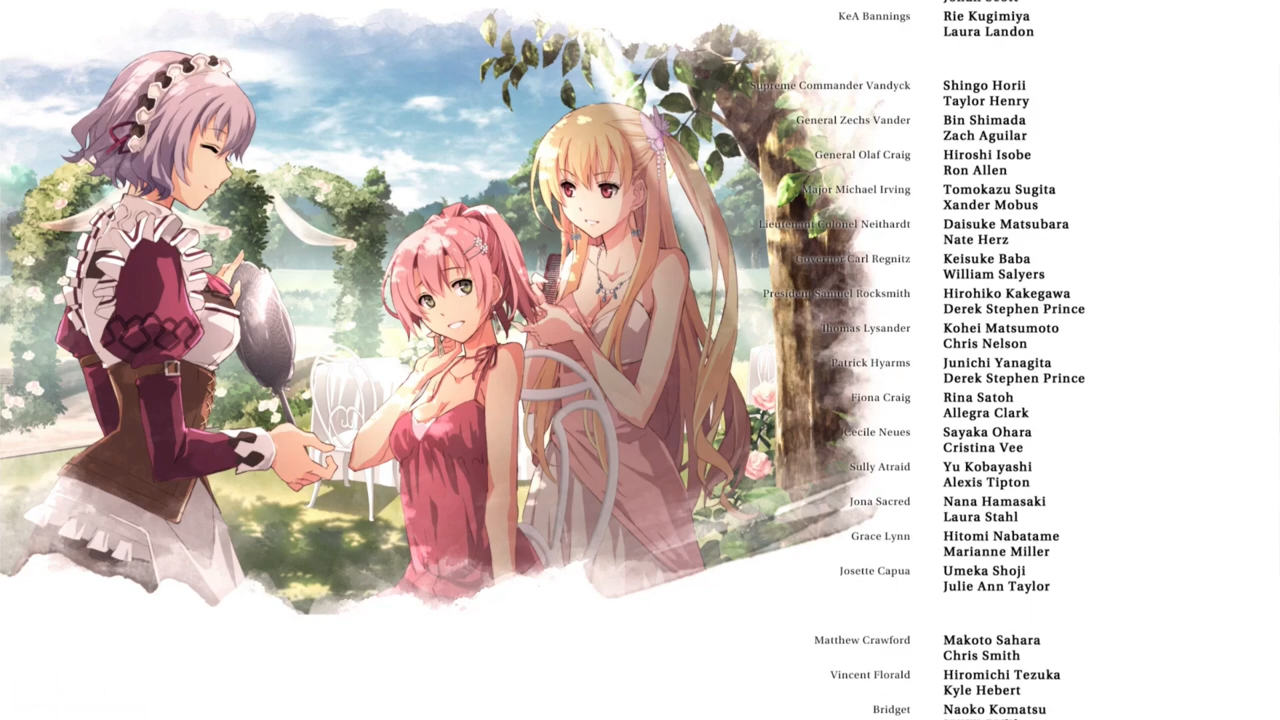 KeA Bannings Rie Kugimiya
Laura Landon
Supreme Commander Vandyck Shingo Horii
Taylor Henry
General Zechs Vander Bin Shimada
Zach Aguilar
General Olaf Craig Hiroshi Isobe
Ron Allen
Major Michael Irving Tomokazu Sugita
Xander Mobus
Lieutenant Colonel Neithardt Daisuke Matsubara
Nate Herz
Governor Carl Regnitz Keisuke Baba
William Salyers
President Samuel Rocksmith Hirohiko Kakegawa
Derek Stephen Prince
Thomas Lysander Kohei Matsumoto
Chris Nelson
Patrick Hyarms Junichi Yanagita
Derek Stephen Prince
Fiona Craig Rina Satoh
Allegra Clark
Cecile Neues Sayaka Ohara
Cristina Vee
Sully Atraid Yu Kobayashi
Alexis Tipton
Jona Sacred Nana Hamasaki
Laura Stahl
Grace Lynn Hitomi Nabatame
Marianne Miller
Josette Capua Umeka Shoji
Julie Ann Taylor
Matthew Crawford Makoto Sahara
Chris Smith
Vincent Florald Hiromichi Tezuka
Kyle Hebert
Bridget Naoko Komatsu